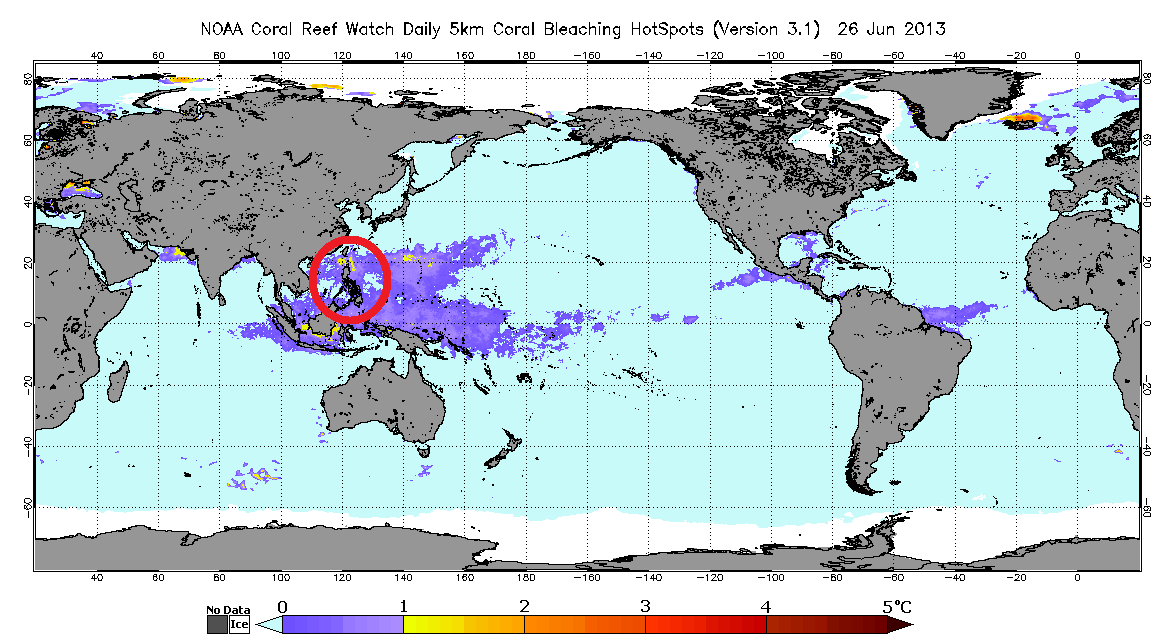 NOAA Coral Reef Watch Daily 5km Coral Bleaching HotSpots (Version 3.1)  26 Jun 2013
40 60 80 100 120 140 160 180 -160 -140 -120 -100 -80 -60 -40 -20 0
80 80
60 60
40 40
20 20
0 0
-20 -20
-40 -40
-60 -60
40 60 80 100 120 140 160 180 -160 -140 -120 -100 -80 -60 -40 -20 0
No Data 0 1 2 3 4 5°C
Ice